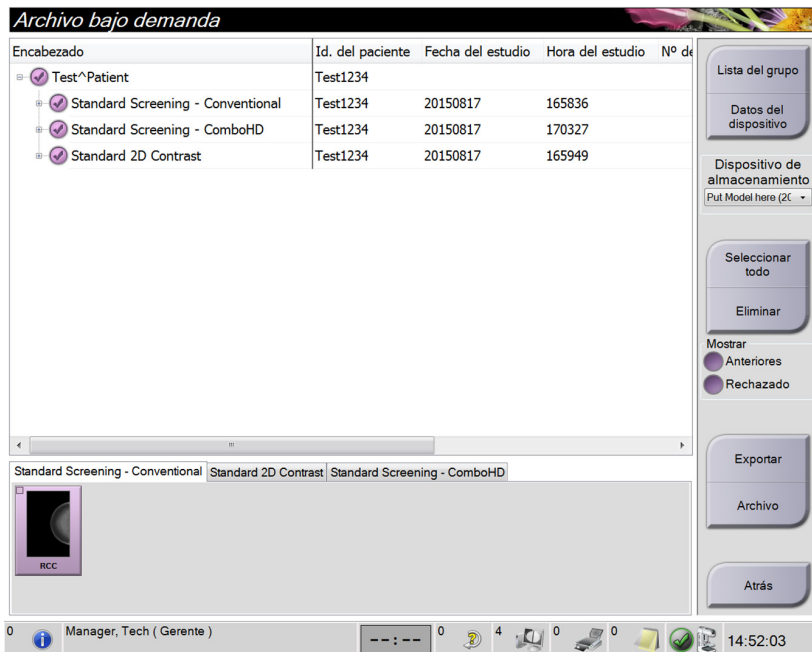 Archivo bajo demanda
Encabezado Id. del paciente Fecha del estudio Hora del estudio Nº de
Test^Patient Test1234
Standard Screening - Conventional Test1234 20150817 165836
Standard Screening - ComboHD Test1234 20150817 170327
Standard 2D Contrast Test1234 20150817 165949
Lista del grupo
Datos del
dispositivo
Dispositivo de
almacenamiento
Put Model here (20
Seleccionar
todo
Eliminar
Mostrar
Anteriores
Rechazado
Exportar
Archivo
Atrás
Standard Screening - Conventional Standard 2D Contrast Standard Screening - ComboHD
RCC
0 Manager, Tech ( Gerente ) --:-- 0 4 0 0 14:52:03